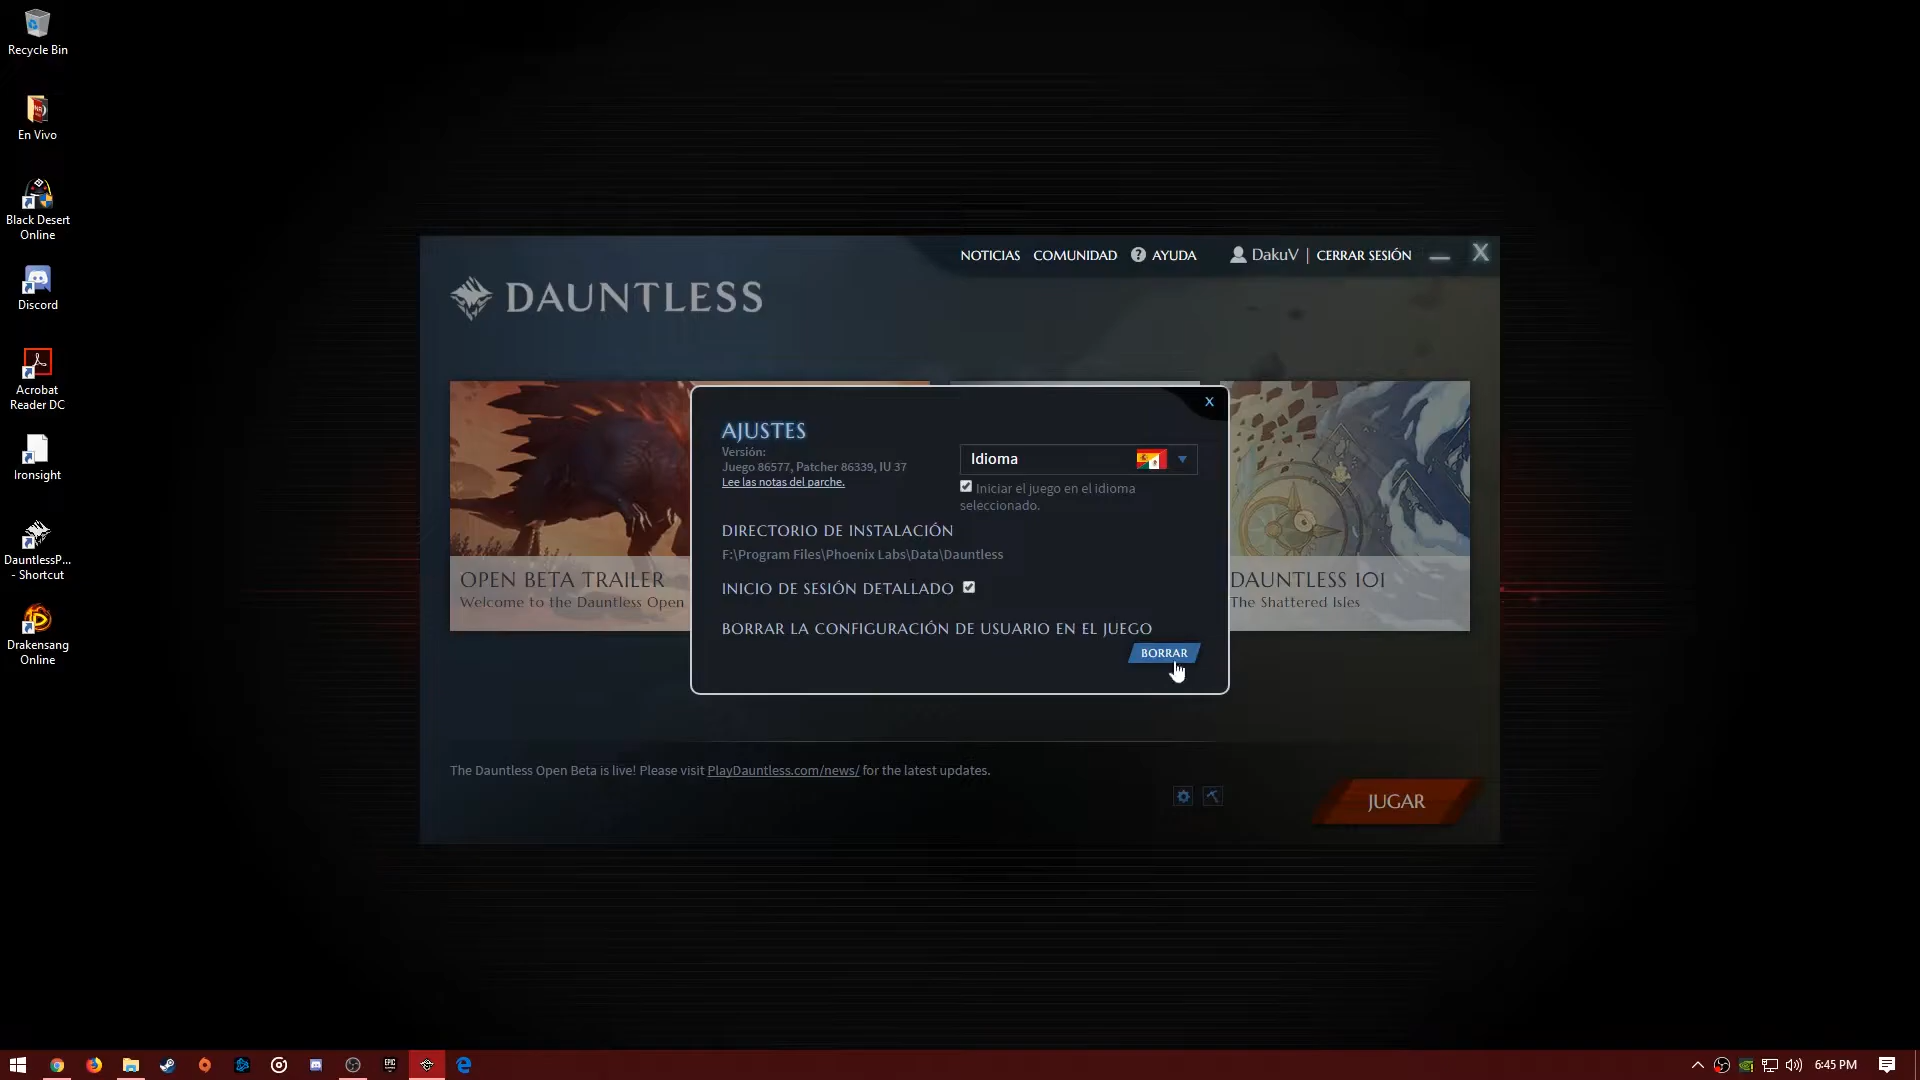 Recycle Bin
En Vivo
Black Desert
Online
Discord
Acrobat
Reader DC
Ironsight
DauntlessP...
- Shortcut
Drakensang
Online
NOTICIAS COMUNIDAD ? AYUDA DakuV | CERRAR SESIÓN X
DAUNTLESS
OPEN BETA TRAILER
Welcome to the Dauntless Open
X
AJUSTES
Versión:
Juego 86577, Patcher 86339, IU 37
Lee las notas del parche.
Idioma
Iniciar el juego en el idioma
seleccionado.
DIRECTORIO DE INSTALACIÓN
F:\Program Files\Phoenix Labs\Data\Dauntless
INICIO DE SESIÓN DETALLADO
BORRAR LA CONFIGURACIÓN DE USUARIO EN EL JUEGO
BORRAR
DAUNTLESS 101
The Shattered Isles
The Dauntless Open Beta is live! Please visit PlayDauntless.com/news/ for the latest updates.
JUGAR
EPIC
6:45 PM